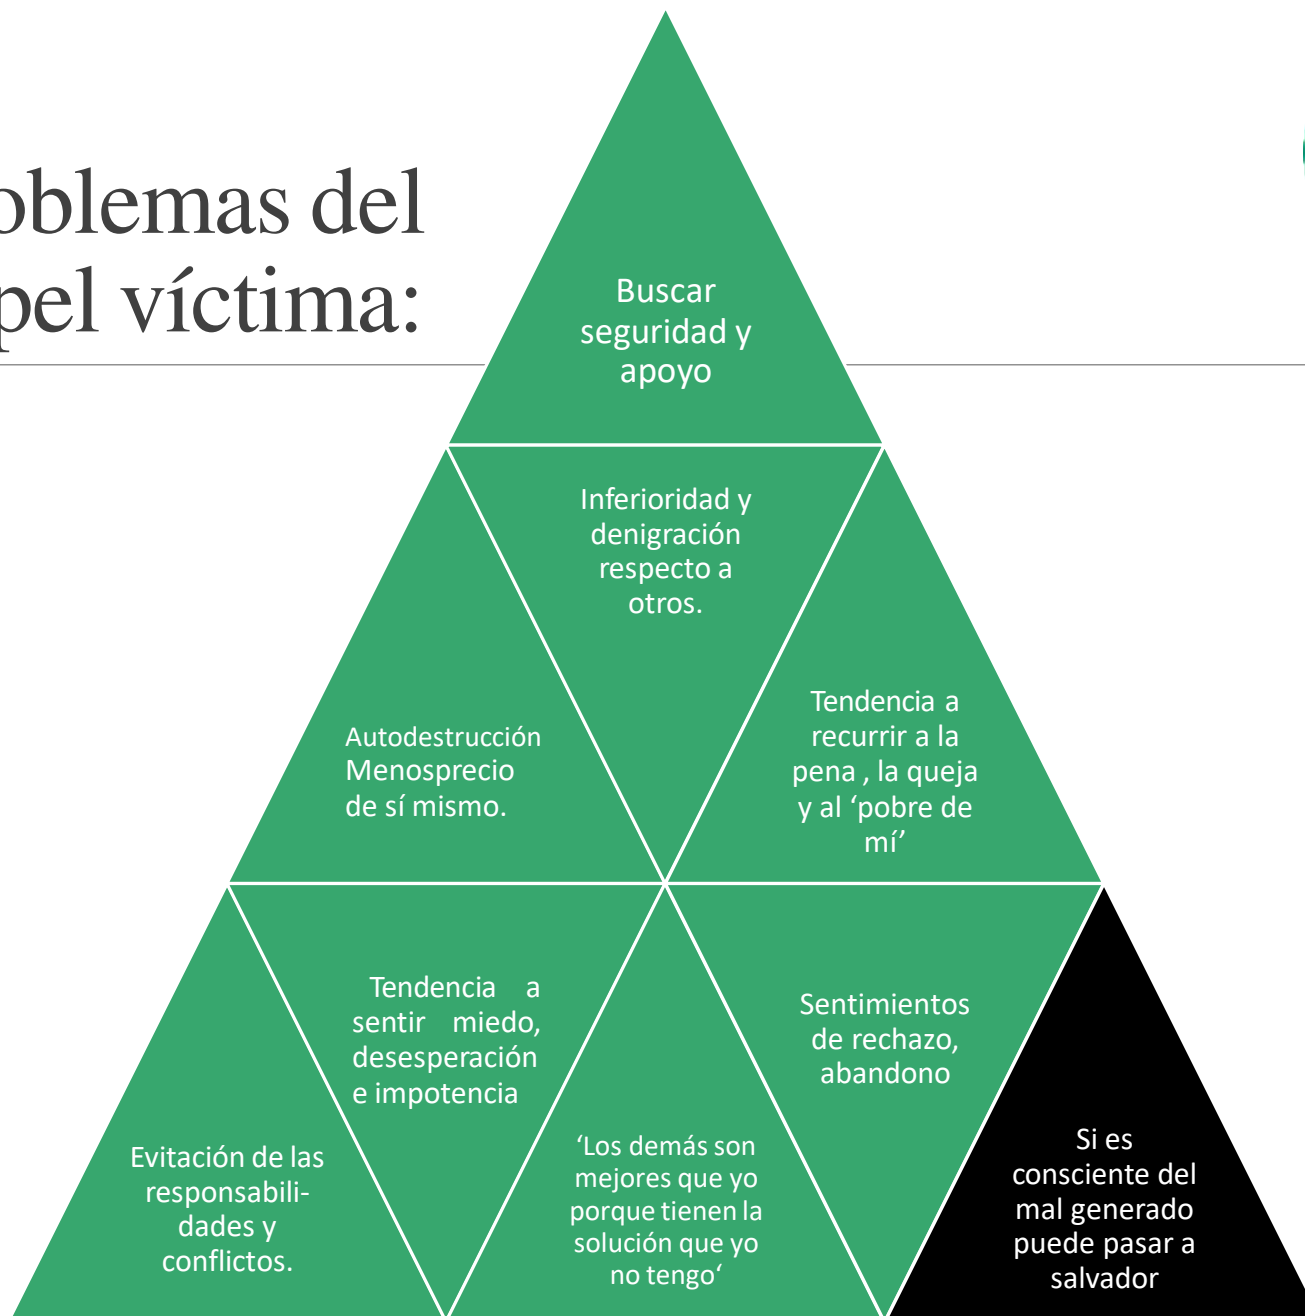 oblemas del
pel víctima:
Buscar
seguridad y
apoyo
Inferioridad y
denigración
respecto a
otros.
Autodestrucción
Menosprecio
de sí mismo.
Tendencia a
recurrir a la
pena , la queja
y al ‘pobre de
mí’
Tendencia a
sentir miedo,
desesperación
e impotencia
Sentimientos
de rechazo,
abandono
Evitación de las
responsabili-
dades y
conflictos.
‘Los demás son
mejores que yo
porque tienen la
solución que yo
no tengo‘
Si es
consciente del
mal generado
puede pasar a
salvador